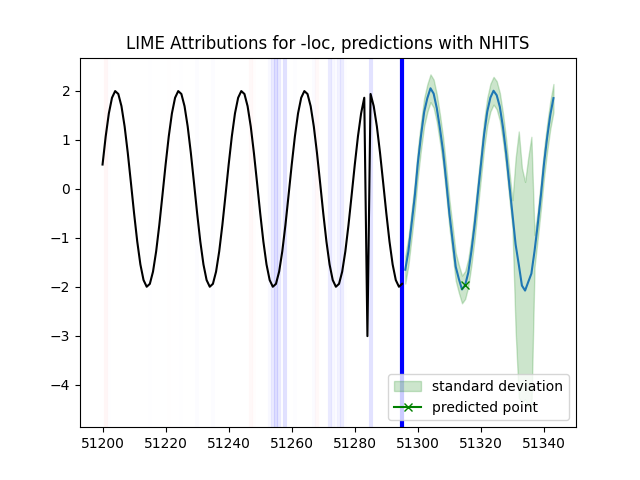 LIME Attributions for -loc, predictions with NHITS
2
1
0
−1
−2
−3
−4
standard deviation
predicted point
51200 51220 51240 51260 51280 51300 51320 51340